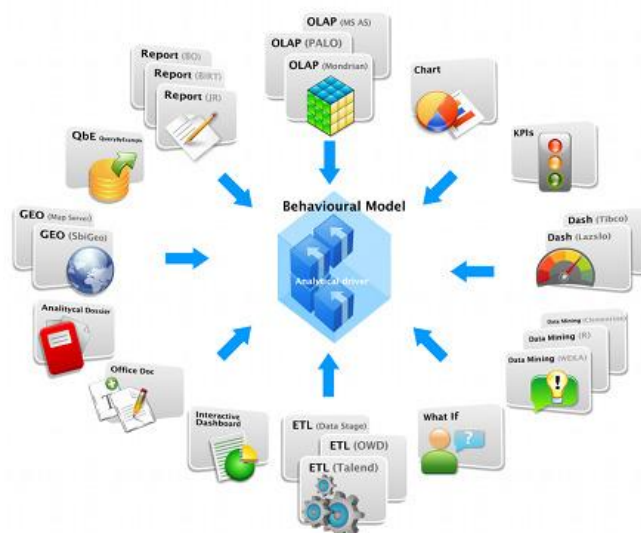 OLAP (MS AS)
OLAP (PALO)
OLAP (Mondrian)
Report (BO)
Report (BIRT)
Report (JR)
Chart
QbE QueryByExample
KPIs
GEO (Map Server)
GEO (SbiGeo)
Behavioural Model
Analytical driver
Dash (Tibco)
Dash (Lazslo)
Analitycal Dossier
Office Doc
Interactive
Dashboard
ETL (Data Stage)
ETL (OWD)
ETL (Talend)
What If
Data Mining (Clementine)
Data Mining (R)
Data Mining (WEKA)